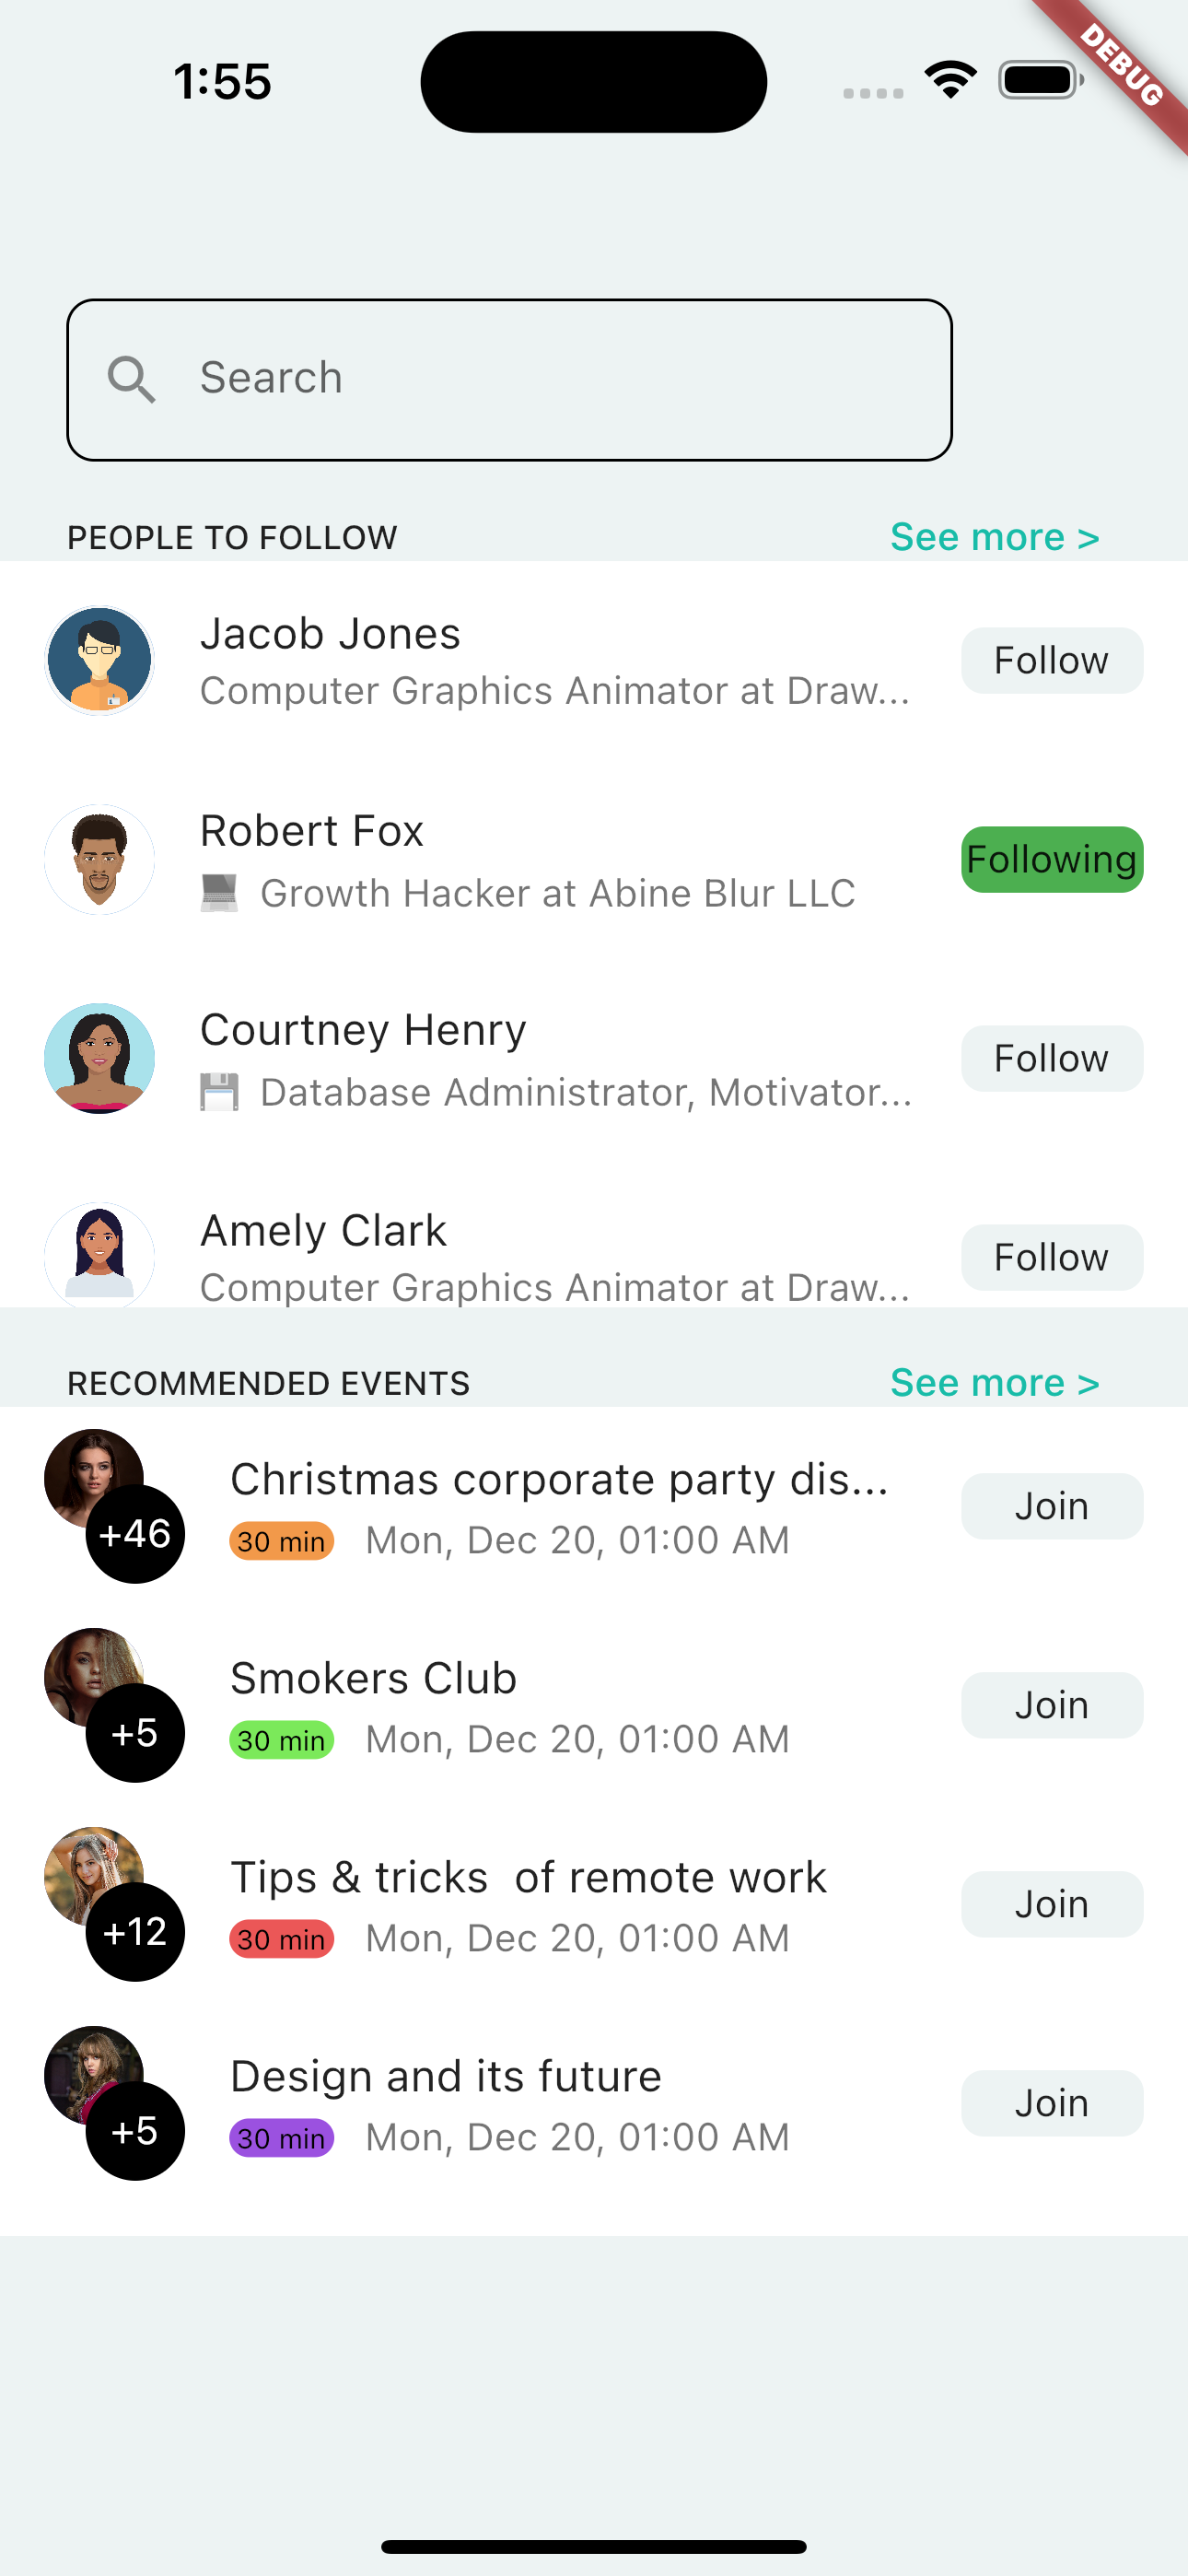 1:55
DEBUG
Search
PEOPLE TO FOLLOW See more >
Jacob Jones
Computer Graphics Animator at Draw...
Follow
Robert Fox
💻 Growth Hacker at Abine Blur LLC
Following
Courtney Henry
💾 Database Administrator, Motivator...
Follow
Amely Clark
Computer Graphics Animator at Draw...
Follow
RECOMMENDED EVENTS See more >
+46
Christmas corporate party dis...
30 min Mon, Dec 20, 01:00 AM
Join
+5
Smokers Club
30 min Mon, Dec 20, 01:00 AM
Join
+12
Tips & tricks  of remote work
30 min Mon, Dec 20, 01:00 AM
Join
+5
Design and its future
30 min Mon, Dec 20, 01:00 AM
Join